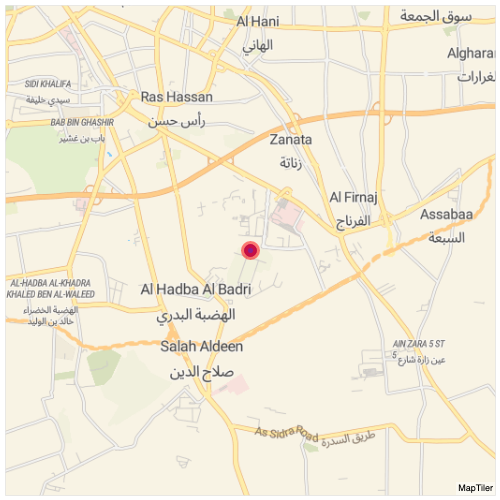 سوق الجمعة
Al Hani
الهاني
Alghara
لغرارات
SIDI KHALIFA
سيدي خليفة
Ras Hassan
رأس حسن
BAB BIN GHASHIR
باب بن غشير
Zanata
زناتة
Al Firnaj
الفرناج
Assabaa
السبعة
AL-HADBA AL-KHADRA
KHALED BEN AL-WALEED
الهضبة الخضراء
خالد بن الوليد
Al Hadba Al Badri
الهضبة البدري
Salah Aldeen
صلاح الدين
AIN ZARA 5 ST
عين زارة شارع 5
As Sidra Road طريق السدرة
MapTiler